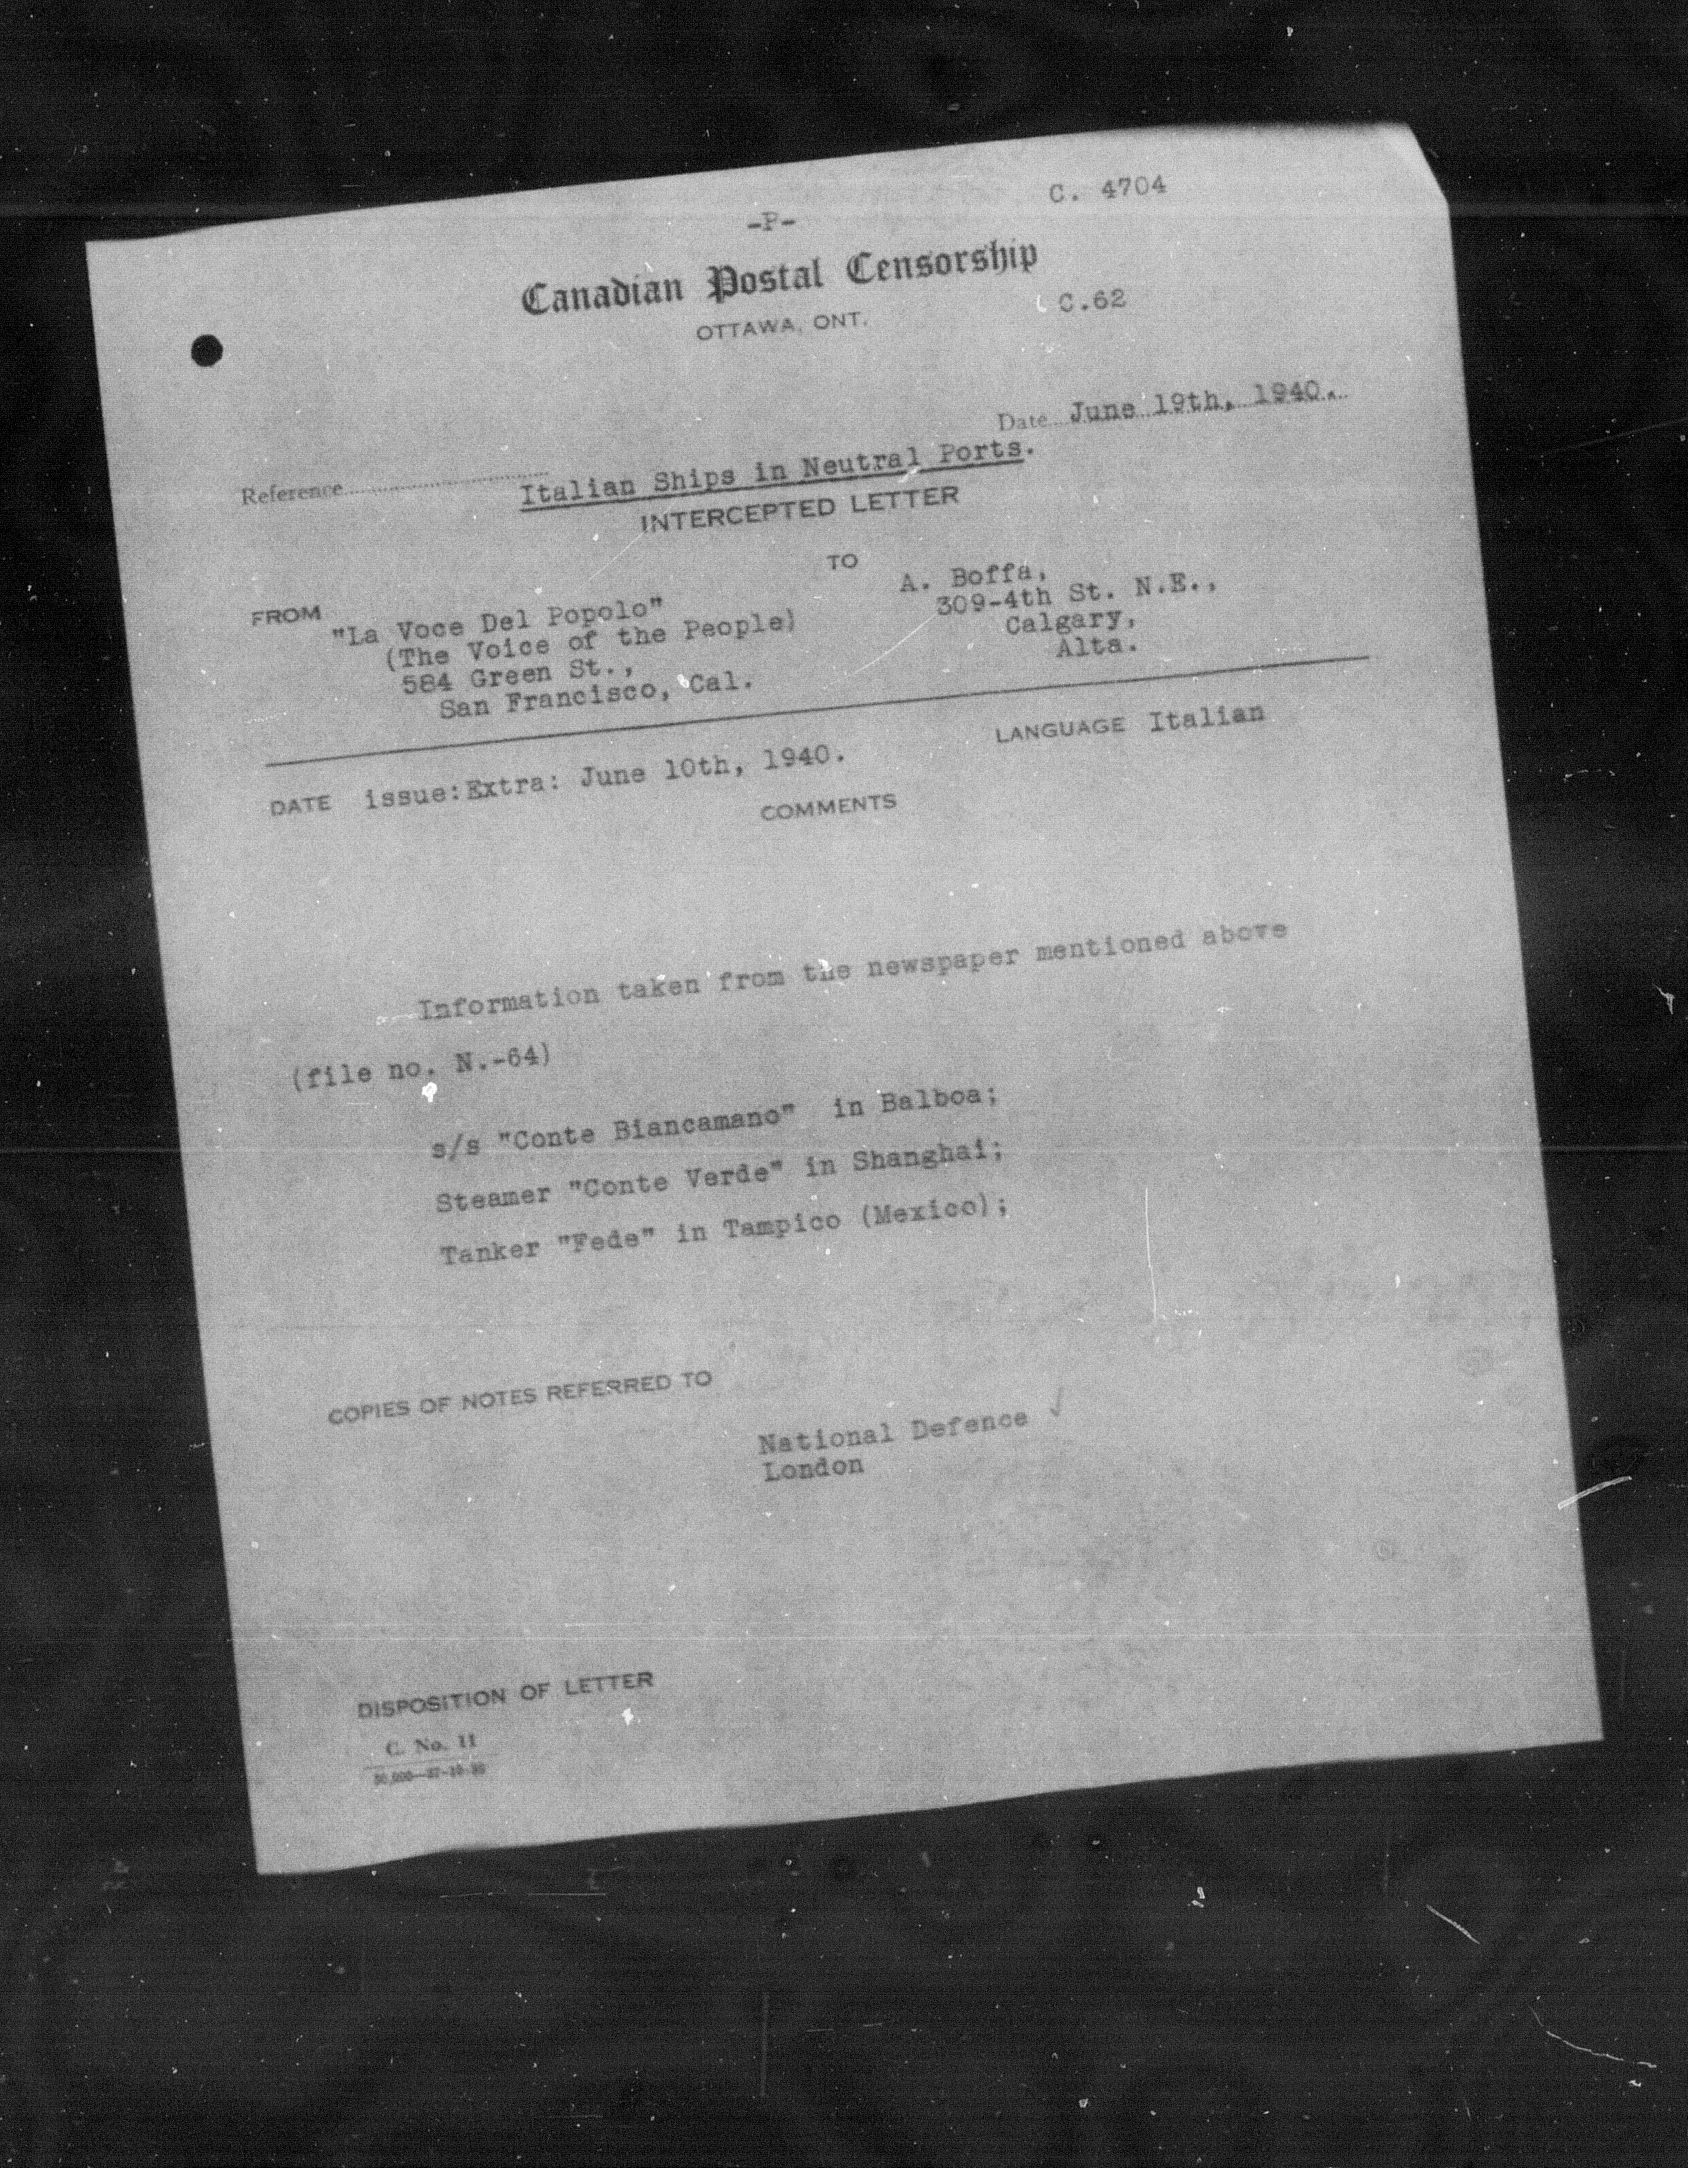 C. 4704
-P-
Canadian Postal Censorship
OTTAWA, ONT.
C.62
Date June 19th, 1940.
Reference
Italian Ships in Neutral Ports.
INTERCEPTED LETTER
TO
FROM
"La Voce Del Popolo"
(The Voice of the People)
584 Green St.,
San Francisco, Cal.
A. Boffa,
309-4th St. N.E.,
Calgary,
Alta.
DATE issue:Extra: June 10th, 1940.
LANGUAGE Italian
COMMENTS
Information taken from the newspaper mentioned above
(file no. N.-64)
s/s "Conte Biancamano" in Balboa;
Steamer "Conte Verde" in Shanghai;
Tanker "Fede" in Tampico (Mexico);
COPIES OF NOTES REFERRED TO
National Defence ✓
London
DISPOSITION OF LETTER
C. No. 11